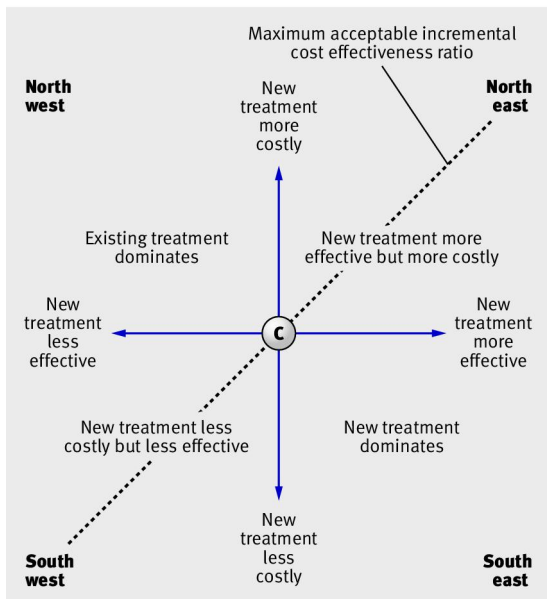 Maximum acceptable incremental
cost effectiveness ratio
North
west
New
treatment
more
costly
North
east
Existing treatment
dominates
New treatment more
effective but more costly
New
treatment
less
effective
C
New
treatment
more
effective
New treatment less
costly but less effective
New treatment
dominates
South
west
New
treatment
less
costly
South
east